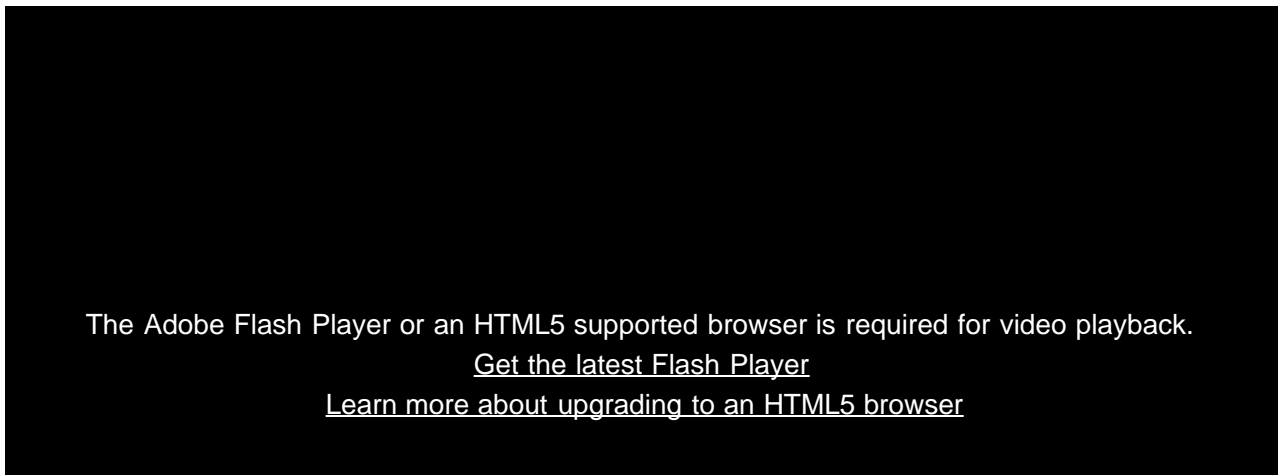 The Adobe Flash Player or an HTML5 supported browser is required for video playback.
Get the latest Flash Player
Learn more about upgrading to an HTML5 browser